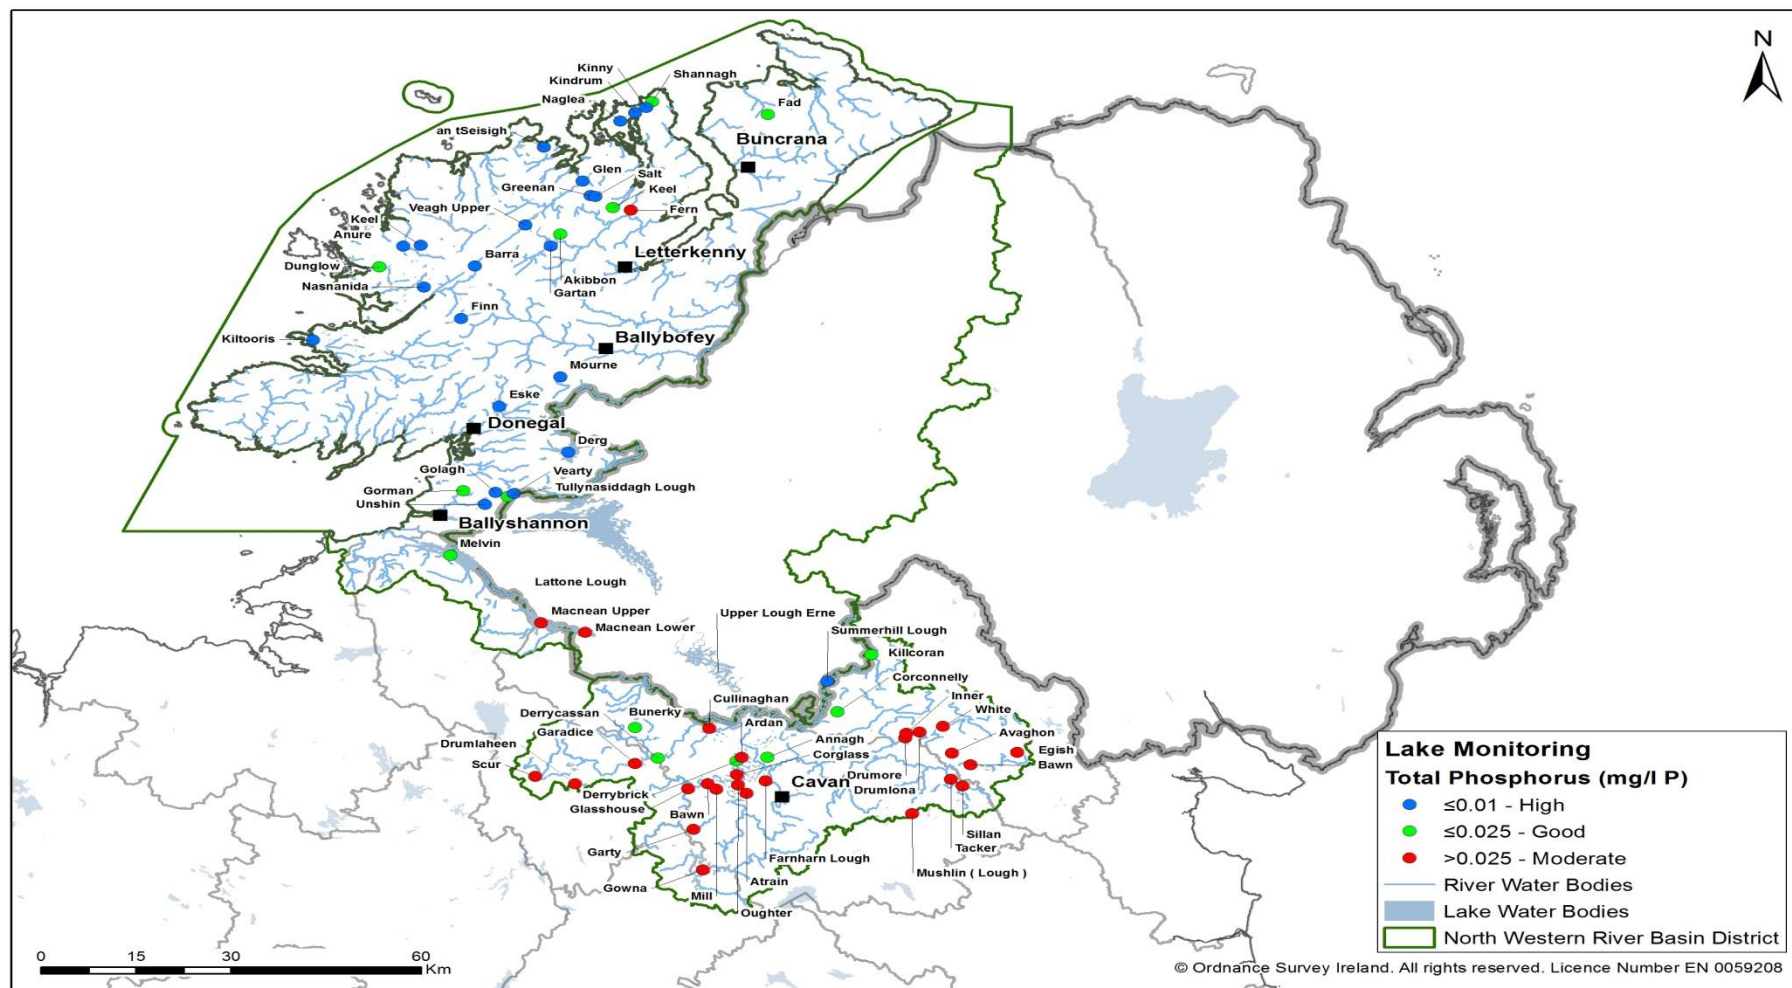 N
Kinny
Kindrum
Shannagh
Naglea
Fad
an tSeisigh
Buncrana
Glen
Salt
Greenan
Keel
Veagh Upper
Fern
Keel
Anure
Letterkenny
Barra
Dunglow
Akibbon
Nasnanida
Gartan
Finn
Kiltooris
Ballybofey
Mourne
Eske
Donegal
Derg
Golagh
Vearty
Gorman
Tullynasiddagh Lough
Unshin
Ballyshannon
Melvin
Lattone Lough
Macnean Upper
Upper Lough Erne
Macnean Lower
Summerhill Lough
Killcoran
Corconnelly
Cullinaghan
Inner
Derrycassan
Bunerky
White
Ardan
Garadice
Avaghon
Annagh
Drumlaheen
Corglass
Egish
Scur
Bawn
Drumore
Cavan
Derrybrick
Drumlona
Glasshouse
Bawn
Sillan
Garty
Tacker
Farnharn Lough
Mushlin ( Lough )
Gowna
Atrain
Mill
Oughter
Lake Monitoring
Total Phosphorus (mg/l P)
≤0.01 - High
≤0.025 - Good
>0.025 - Moderate
River Water Bodies
Lake Water Bodies
North Western River Basin District
0 15 30 60
Km
© Ordnance Survey Ireland. All rights reserved. Licence Number EN 0059208